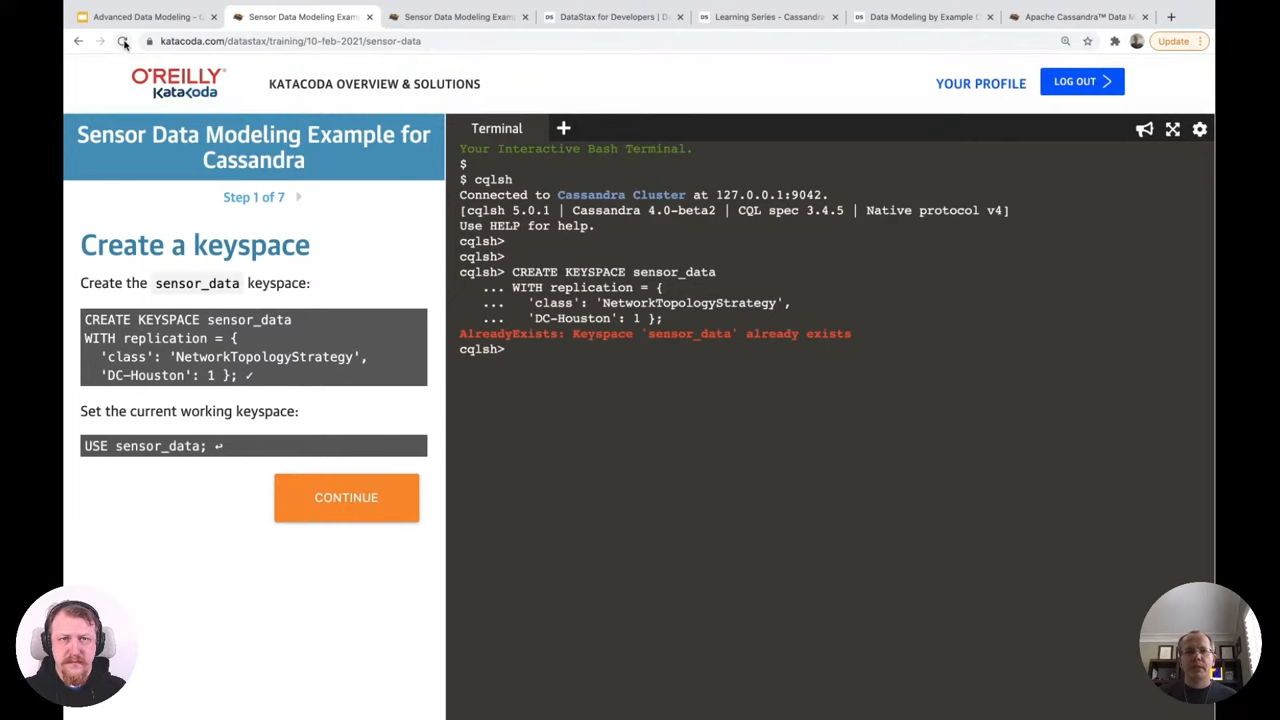 Advanced Data Modeling -
Sensor Data Modeling Exam
Sensor Data Modeling Exam
DS DataStax for Developers | D
DS Learning Series - Cassandra
DS Data Modeling by Example
Apache Cassandra™ Data M
katacoda.com/datastax/training/10-feb-2021/sensor-data
Update
O'REILLY
Katacoda
KATACODA OVERVIEW & SOLUTIONS
YOUR PROFILE
LOG OUT
Sensor Data Modeling Example for
Cassandra
Step 1 of 7
Create a keyspace
Create the sensor_data keyspace:
CREATE KEYSPACE sensor_data
WITH replication = {
'class': 'NetworkTopologyStrategy',
'DC-Houston': 1 }; ✓
Set the current working keyspace:
USE sensor_data; ↩
CONTINUE
Terminal
Your Interactive Bash Terminal.
$
$ cqlsh
Connected to Cassandra Cluster at 127.0.0.1:9042.
[cqlsh 5.0.1 | Cassandra 4.0-beta2 | CQL spec 3.4.5 | Native protocol v4]
Use HELP for help.
cqlsh>
cqlsh>
cqlsh> CREATE KEYSPACE sensor_data
... WITH replication = {
... 'class': 'NetworkTopologyStrategy',
... 'DC-Houston': 1 };
AlreadyExists: Keyspace 'sensor_data' already exists
cqlsh>